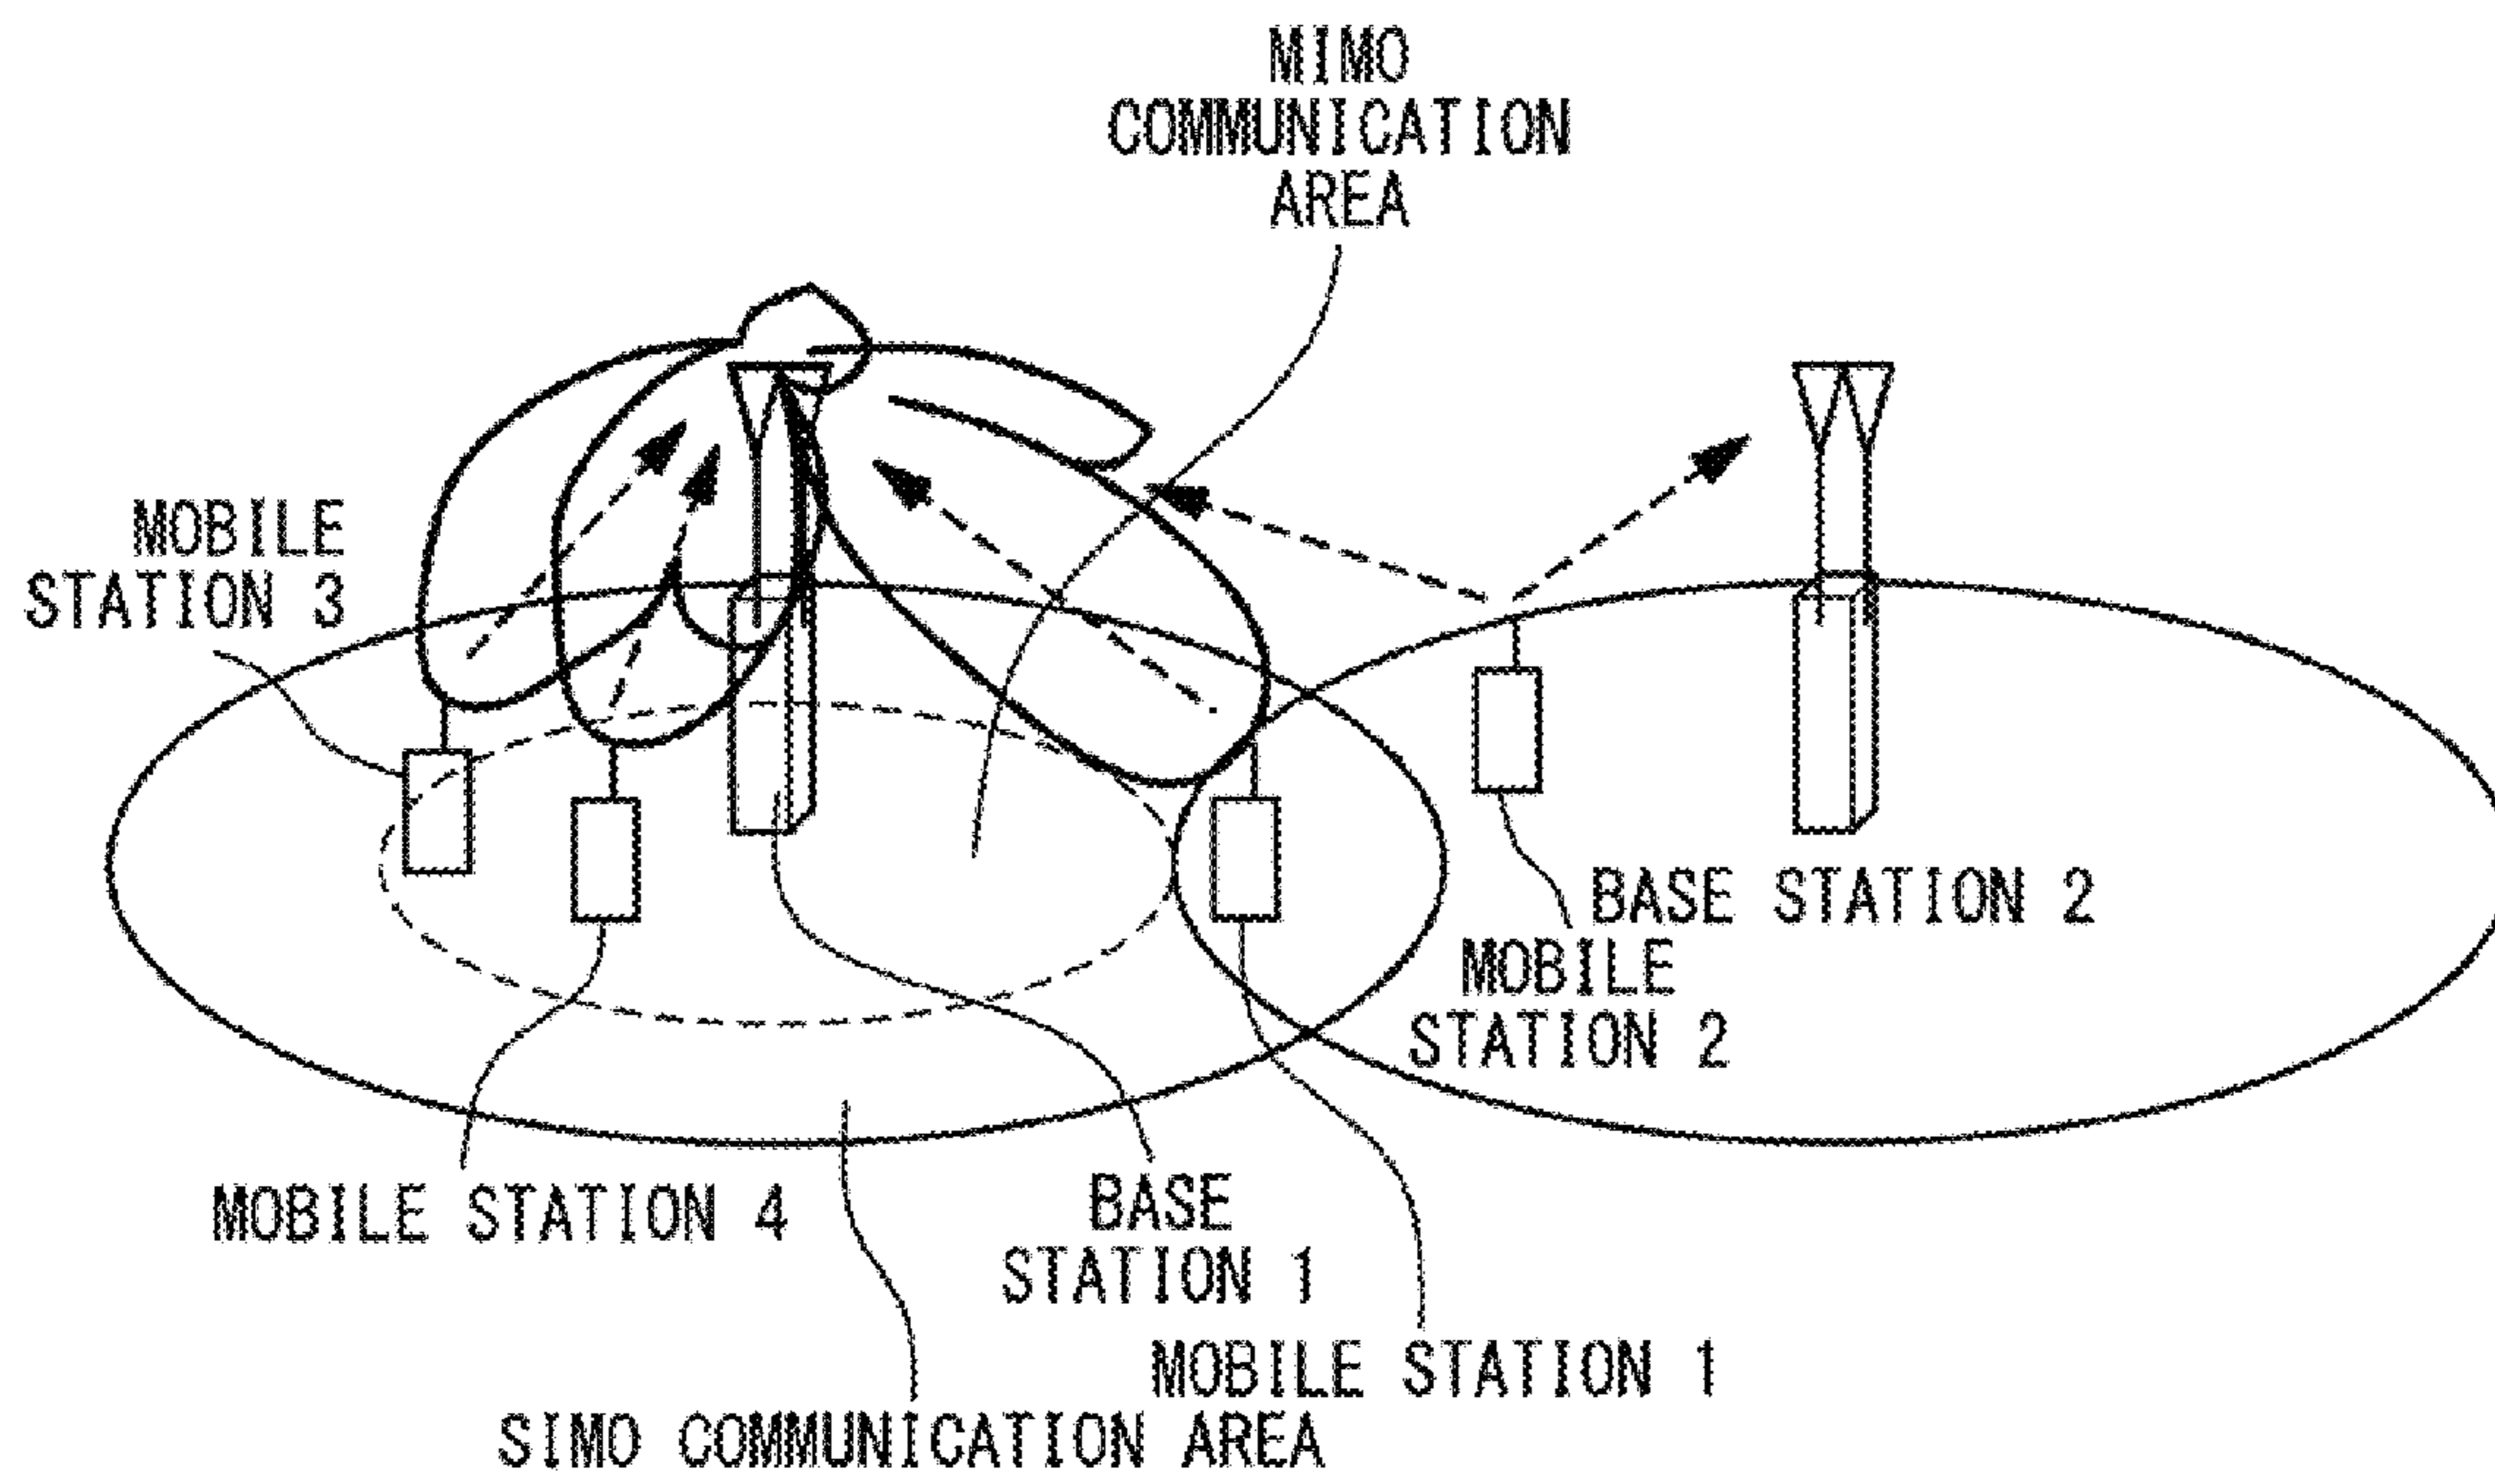 MIMO
COMMUNICATION
AREA
MOBILE
STATION 3
BASE STATION 2
MOBILE
STATION 2
MOBILE STATION 4
BASE
STATION 1
MOBILE STATION 1
SIMO COMMUNICATION AREA